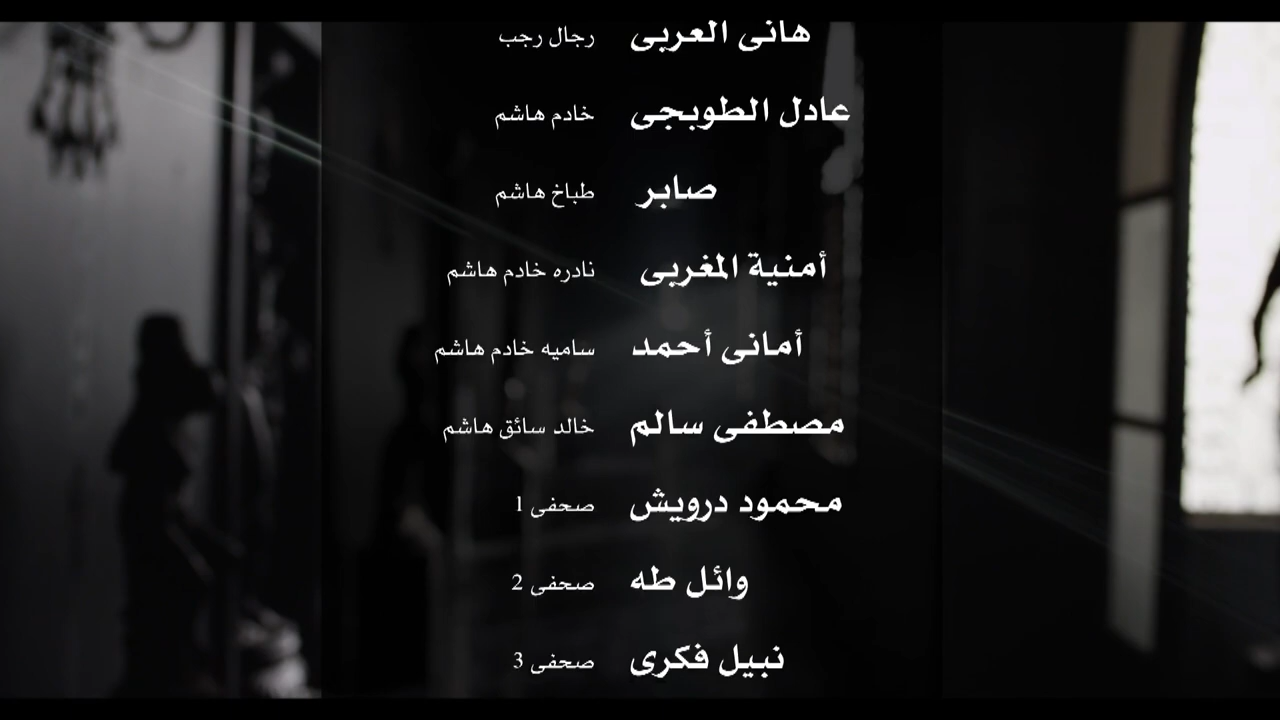 هانى العربى رجال رجب
عادل الطوبجى خادم هاشم
صابر طباخ هاشم
أمنية المغربى نادره خادم هاشم
أمانى أحمد ساميه خادم هاشم
مصطفى سالم خالد سائق هاشم
محمود درويش صحفى 1
وائل طه صحفى 2
نبيل فكرى صحفى 3